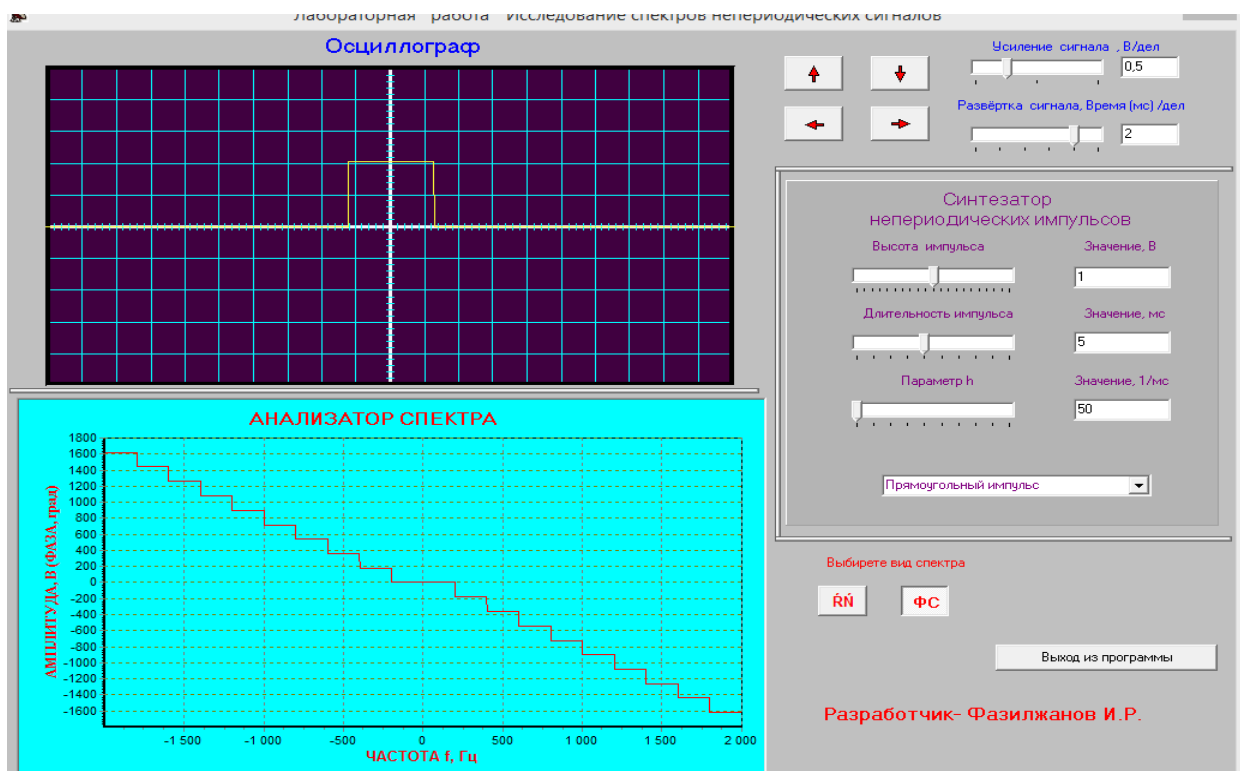 Лабораторная работа Исследование спектров непериодических сигналов
Осциллограф
Усиление сигнала , В/дел
0,5
Развёртка сигнала, Время (мс) /дел
2
Синтезатор
непериодических импульсов
Высота импульса
Значение, В
1
Длительность импульса
Значение, мс
5
Параметр h
Значение, 1/мс
50
Прямоугольный импульс
АНАЛИЗАТОР СПЕКТРА
АМПЛИТУДА, В (ФАЗА, град)
1800
1600
1400
1200
1000
800
600
400
200
0
-200
-400
-600
-800
-1000
-1200
-1400
-1600
-1 500
-1 000
-500
0
500
1 000
1 500
2 000
ЧАСТОТА f, Гц
Выбирете вид спектра
ŔŃ
ФС
Выход из программы
Разработчик- Фазилжанов И.Р.